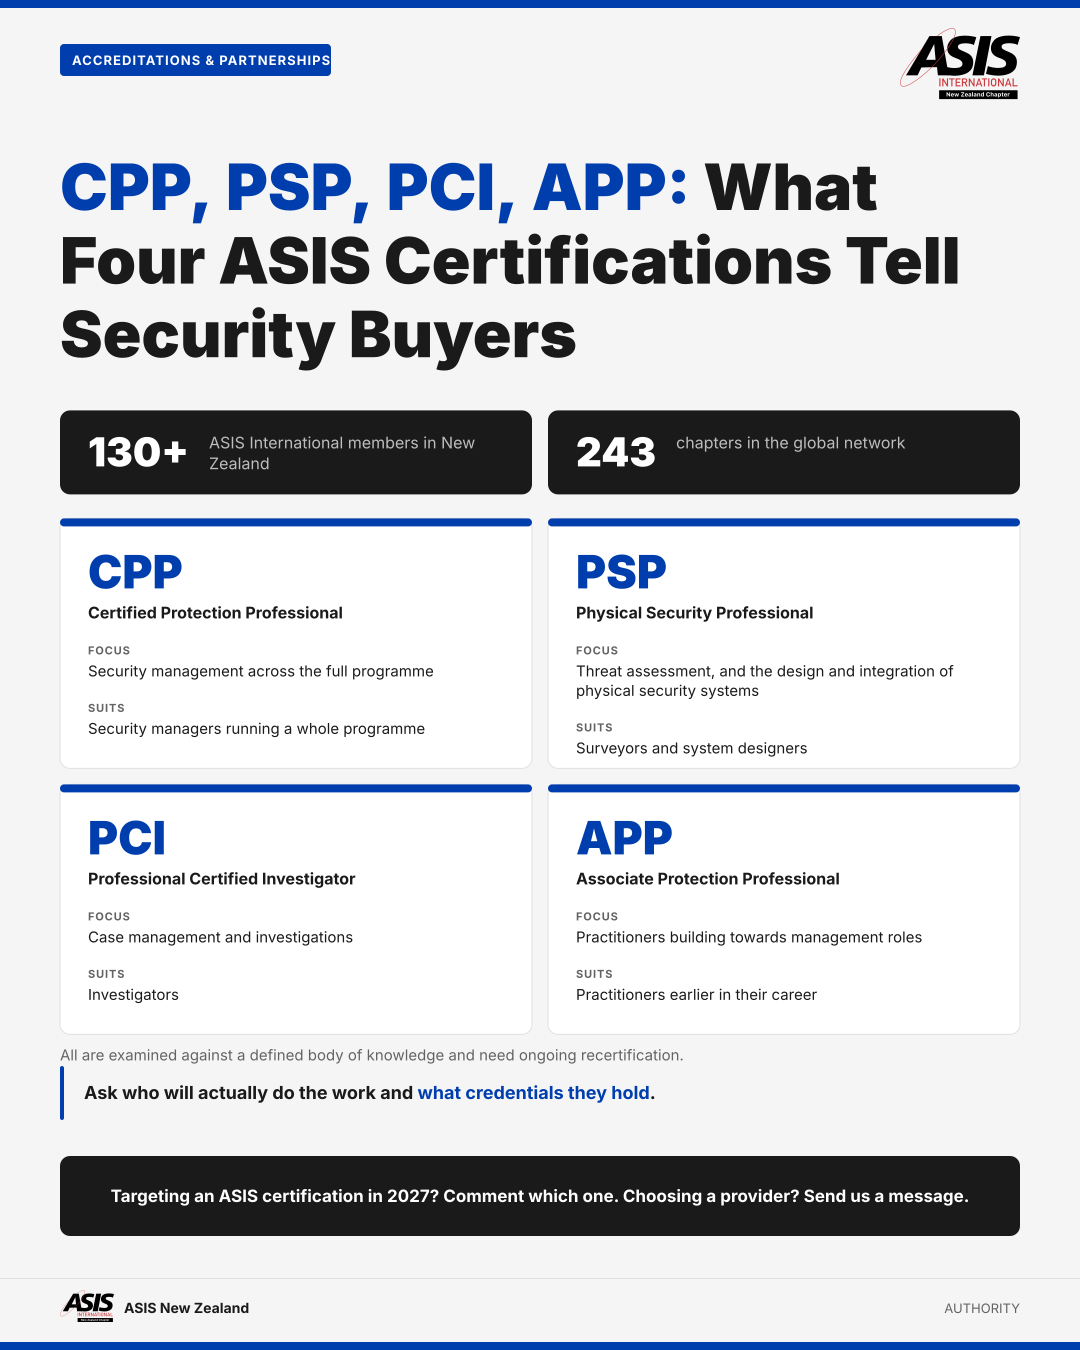 ACCREDITATIONS & PARTNERSHIPS
ASIS
INTERNATIONAL
New Zealand Chapter
CPP, PSP, PCI, APP: What
Four ASIS Certifications Tell
Security Buyers
130+
ASIS International members in New
Zealand
243
chapters in the global network
CPP
Certified Protection Professional
FOCUS
Security management across the full programme
SUITS
Security managers running a whole programme
PSP
Physical Security Professional
FOCUS
Threat assessment, and the design and integration of
physical security systems
SUITS
Surveyors and system designers
PCI
Professional Certified Investigator
FOCUS
Case management and investigations
SUITS
Investigators
APP
Associate Protection Professional
FOCUS
Practitioners building towards management roles
SUITS
Practitioners earlier in their career
All are examined against a defined body of knowledge and need ongoing recertification.
Ask who will actually do the work and what credentials they hold.
Targeting an ASIS certification in 2027? Comment which one. Choosing a provider? Send us a message.
ASIS
INTERNATIONAL
New Zealand Chapter
ASIS New Zealand
AUTHORITY